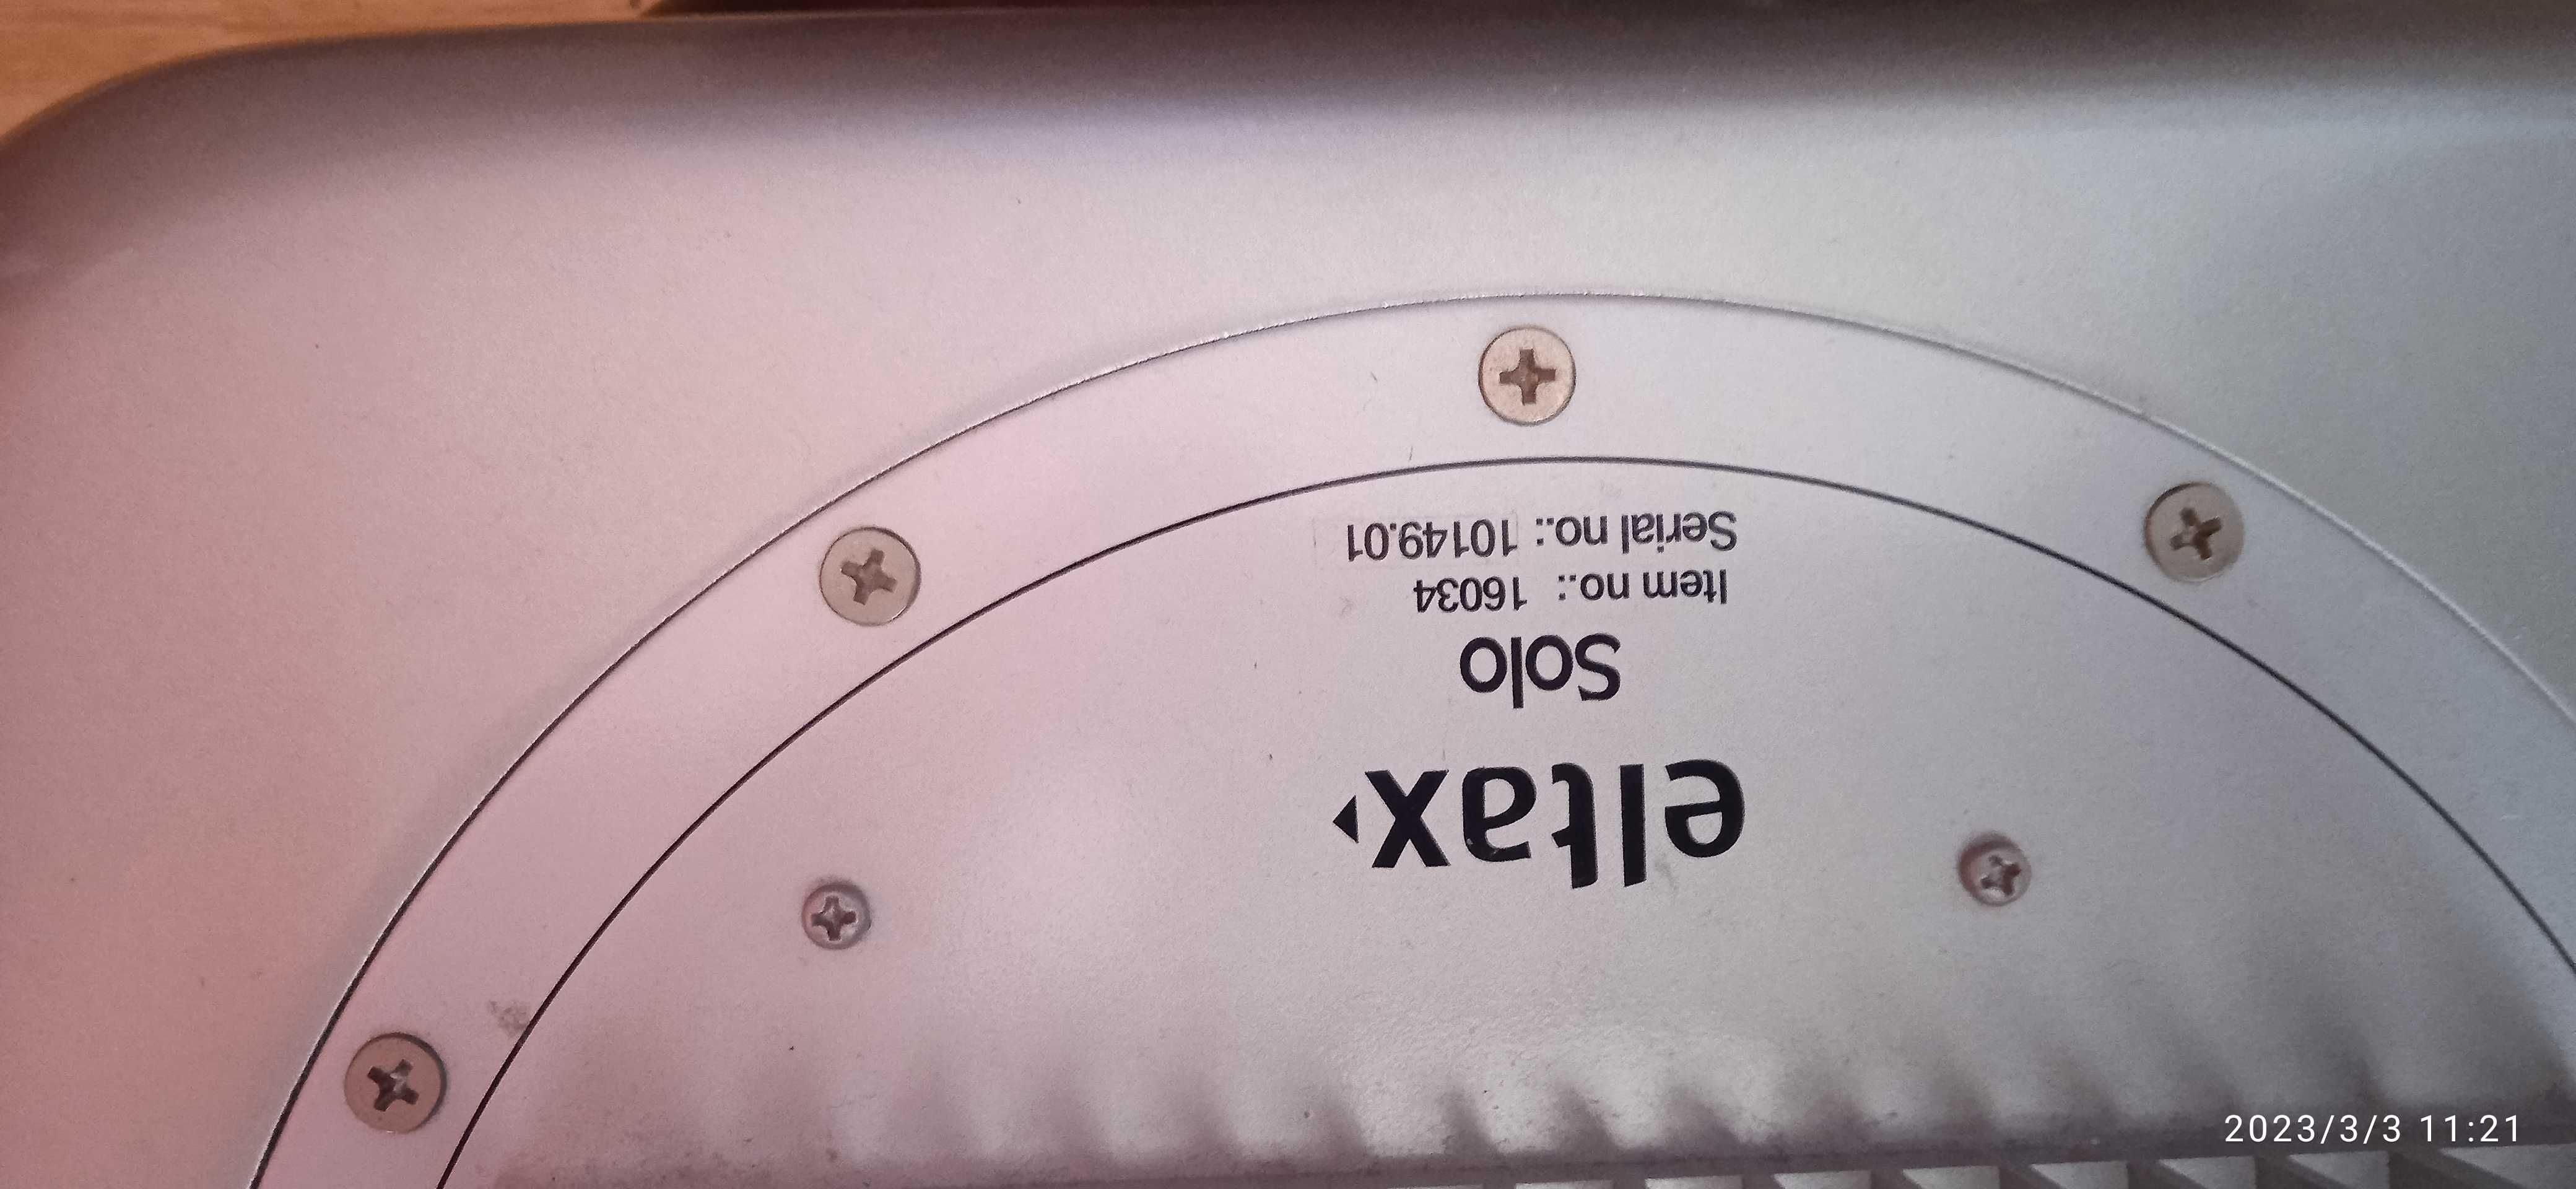 eltax
Solo
Item no.: 16034
Serial no.: 10149.01
2023/3/3 11:21